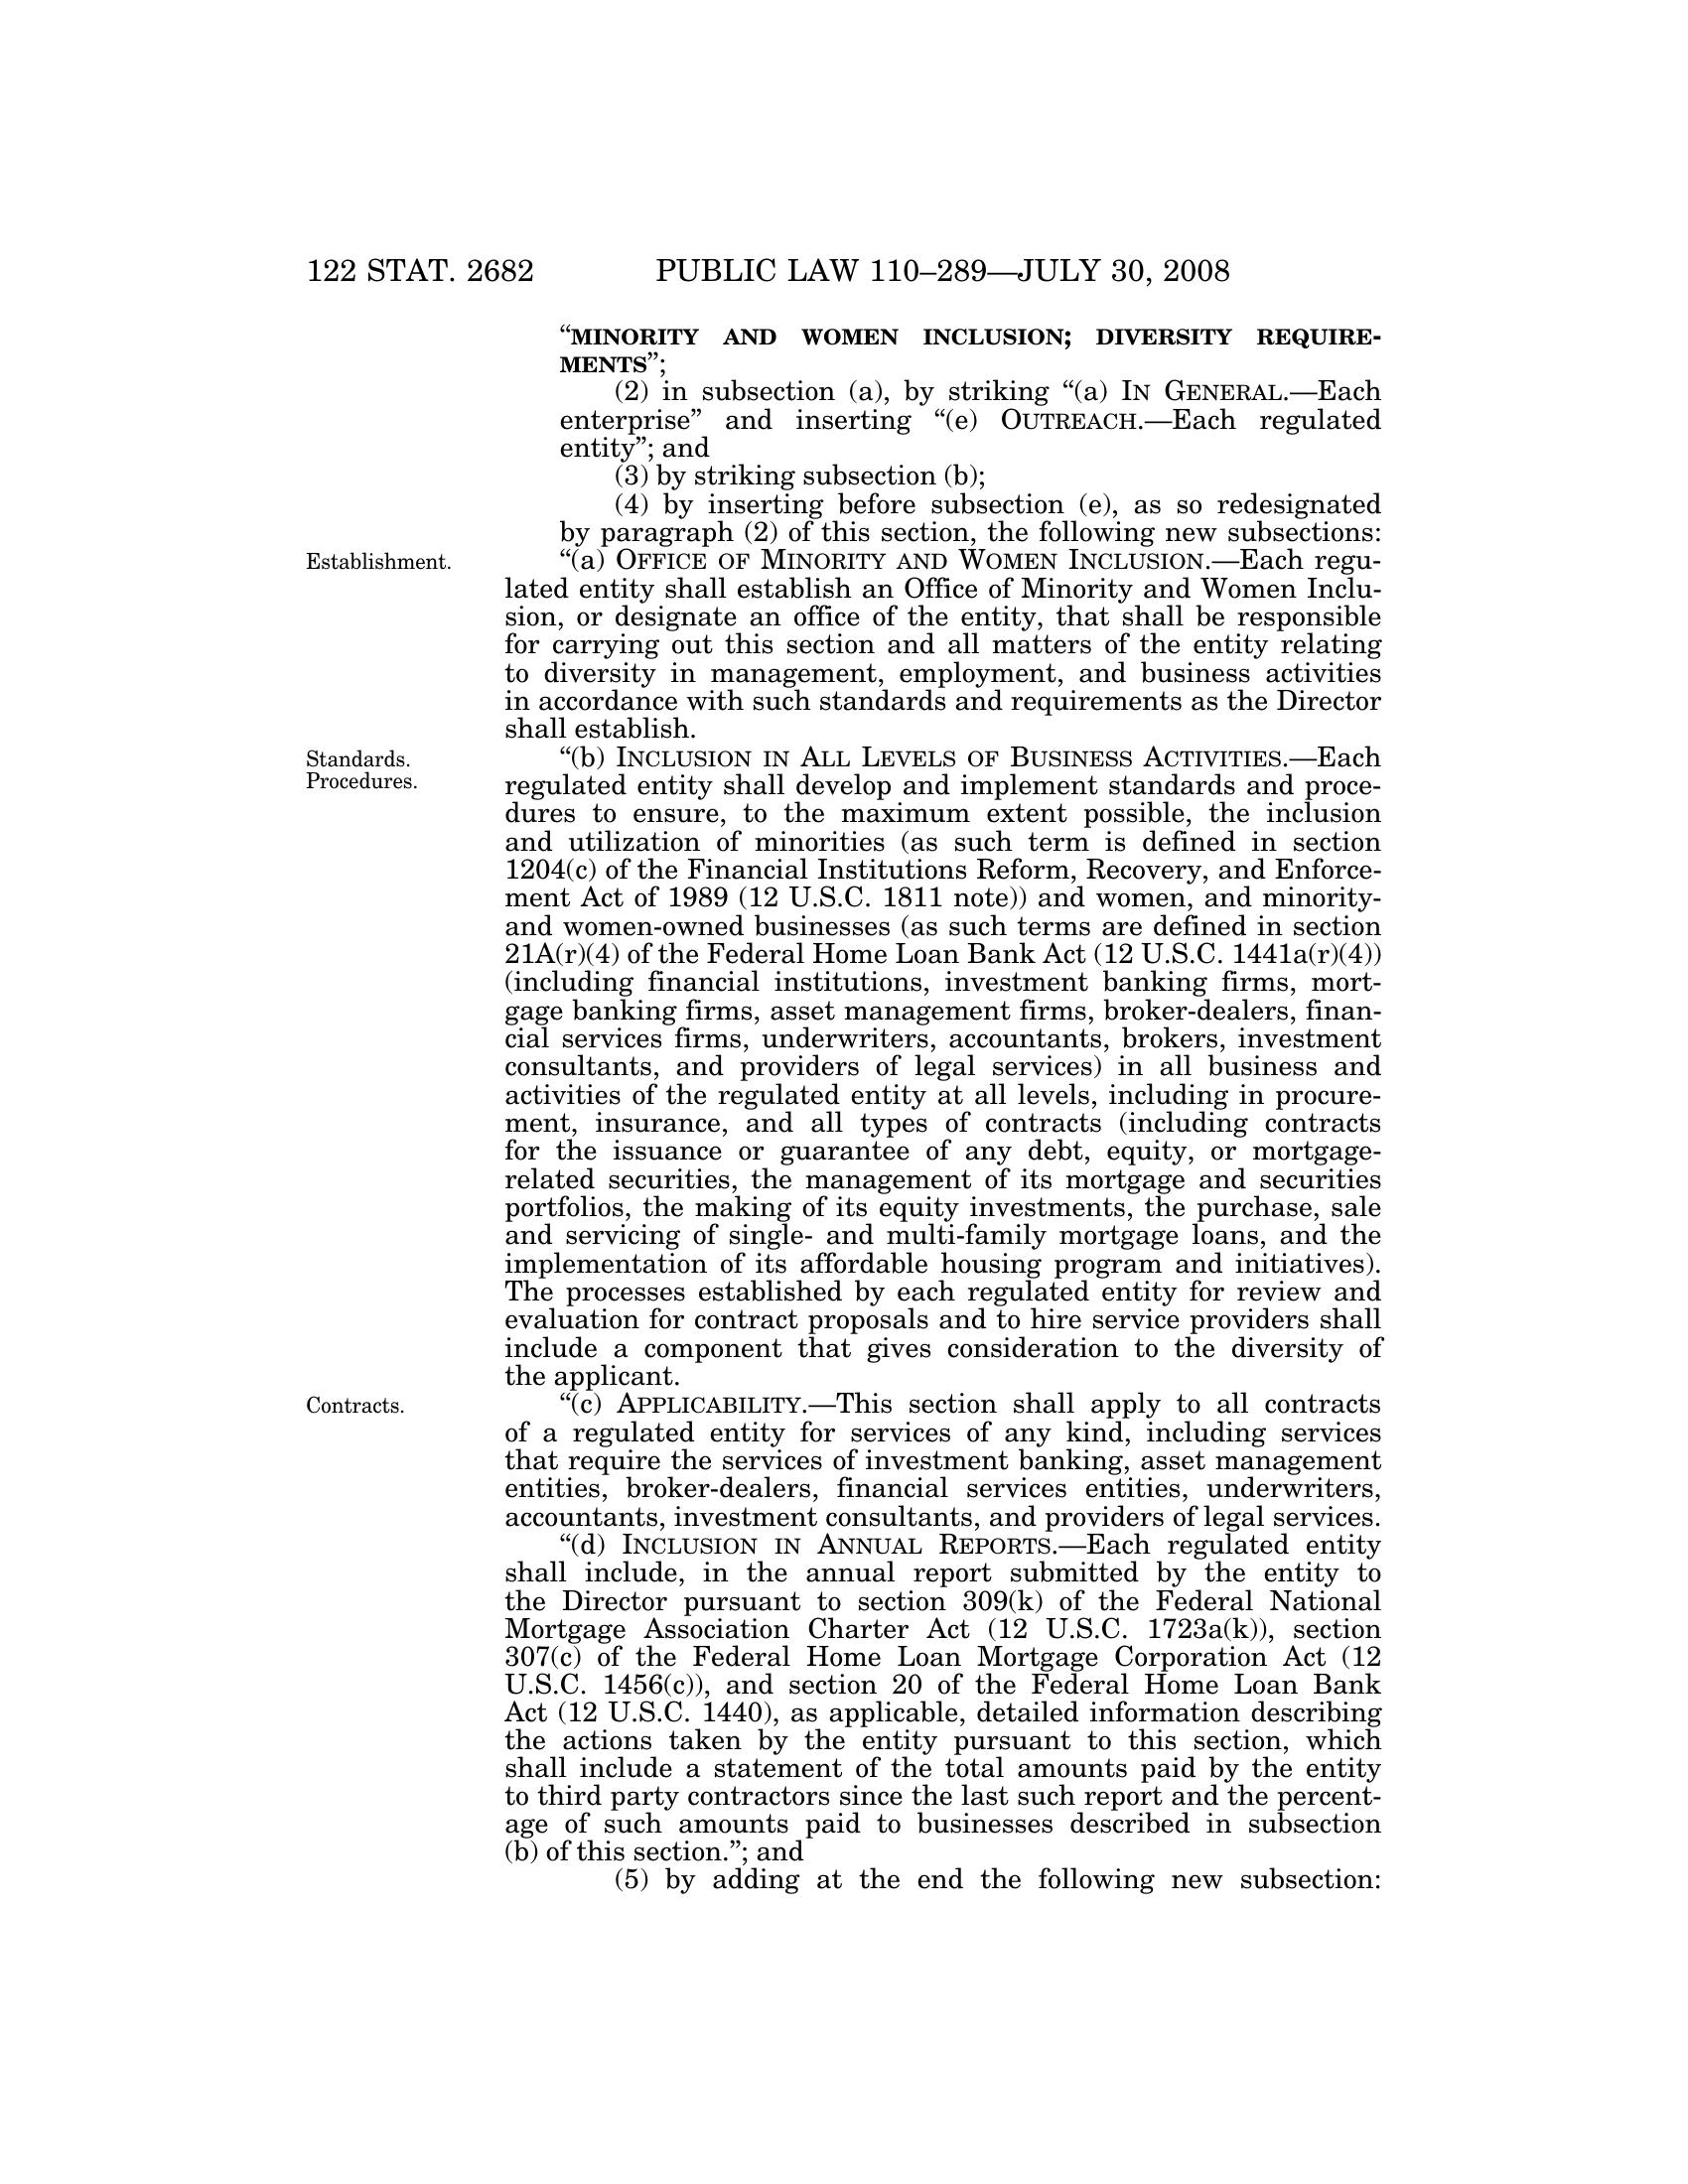 122 STAT. 2682 PUBLIC LAW 110–289—JULY 30, 2008
“MINORITY AND WOMEN INCLUSION; DIVERSITY REQUIRE-
MENTS”;
(2) in subsection (a), by striking “(a) IN GENERAL.—Each
enterprise” and inserting “(e) OUTREACH.—Each regulated
entity”; and
(3) by striking subsection (b);
(4) by inserting before subsection (e), as so redesignated
by paragraph (2) of this section, the following new subsections:
Establishment.
“(a) OFFICE OF MINORITY AND WOMEN INCLUSION.—Each regu-
lated entity shall establish an Office of Minority and Women Inclu-
sion, or designate an office of the entity, that shall be responsible
for carrying out this section and all matters of the entity relating
to diversity in management, employment, and business activities
in accordance with such standards and requirements as the Director
shall establish.
Standards.
Procedures.
“(b) INCLUSION IN ALL LEVELS OF BUSINESS ACTIVITIES.—Each
regulated entity shall develop and implement standards and proce-
dures to ensure, to the maximum extent possible, the inclusion
and utilization of minorities (as such term is defined in section
1204(c) of the Financial Institutions Reform, Recovery, and Enforce-
ment Act of 1989 (12 U.S.C. 1811 note)) and women, and minority-
and women-owned businesses (as such terms are defined in section
21A(r)(4) of the Federal Home Loan Bank Act (12 U.S.C. 1441a(r)(4))
(including financial institutions, investment banking firms, mort-
gage banking firms, asset management firms, broker-dealers, finan-
cial services firms, underwriters, accountants, brokers, investment
consultants, and providers of legal services) in all business and
activities of the regulated entity at all levels, including in procure-
ment, insurance, and all types of contracts (including contracts
for the issuance or guarantee of any debt, equity, or mortgage-
related securities, the management of its mortgage and securities
portfolios, the making of its equity investments, the purchase, sale
and servicing of single- and multi-family mortgage loans, and the
implementation of its affordable housing program and initiatives).
The processes established by each regulated entity for review and
evaluation for contract proposals and to hire service providers shall
include a component that gives consideration to the diversity of
the applicant.
Contracts.
“(c) APPLICABILITY.—This section shall apply to all contracts
of a regulated entity for services of any kind, including services
that require the services of investment banking, asset management
entities, broker-dealers, financial services entities, underwriters,
accountants, investment consultants, and providers of legal services.
“(d) INCLUSION IN ANNUAL REPORTS.—Each regulated entity
shall include, in the annual report submitted by the entity to
the Director pursuant to section 309(k) of the Federal National
Mortgage Association Charter Act (12 U.S.C. 1723a(k)), section
307(c) of the Federal Home Loan Mortgage Corporation Act (12
U.S.C. 1456(c)), and section 20 of the Federal Home Loan Bank
Act (12 U.S.C. 1440), as applicable, detailed information describing
the actions taken by the entity pursuant to this section, which
shall include a statement of the total amounts paid by the entity
to third party contractors since the last such report and the percent-
age of such amounts paid to businesses described in subsection
(b) of this section.”; and
(5) by adding at the end the following new subsection: